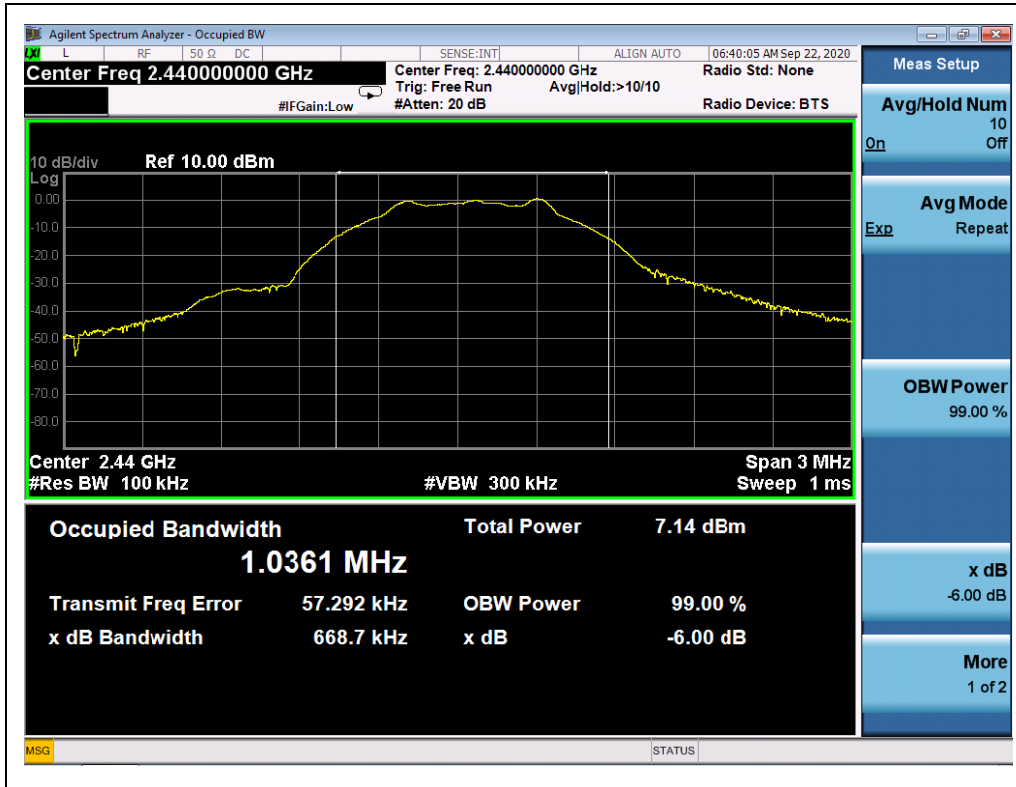 Agilent Spectrum Analyzer - Occupied BW
LXI L RF 50 Ω DC SENSE:INT ALIGN AUTO 06:40:05 AM Sep 22, 2020
Center Freq 2.440000000 GHz Center Freq: 2.440000000 GHz Radio Std: None
Trig: Free Run Avg|Hold:>10/10
#IFGain:Low #Atten: 20 dB Radio Device: BTS
10 dB/div Ref 10.00 dBm
Log
0.00
-10.0
-20.0
-30.0
-40.0
-50.0
-60.0
-70.0
-80.0
Center 2.44 GHz Span 3 MHz
#Res BW 100 kHz #VBW 300 kHz Sweep 1 ms
Occupied Bandwidth Total Power 7.14 dBm
1.0361 MHz
Transmit Freq Error 57.292 kHz OBW Power 99.00 %
x dB Bandwidth 668.7 kHz x dB -6.00 dB
Meas Setup
Avg/Hold Num
10
On Off
Avg Mode
Exp Repeat
OBW Power
99.00 %
x dB
-6.00 dB
More
1 of 2
MSG STATUS